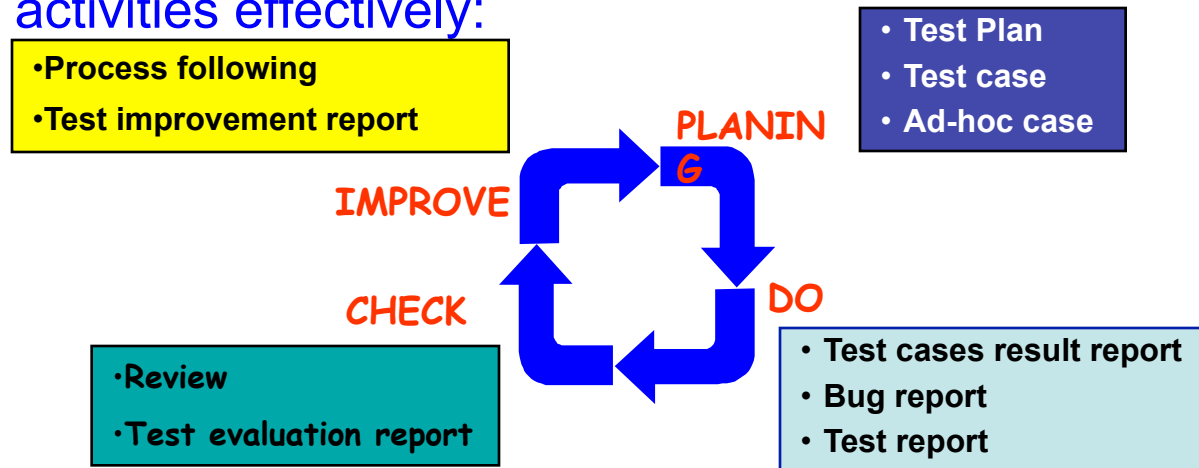 activities effectively:
•Process following
•Test improvement report
• Test Plan
• Test case
• Ad-hoc case
PLANIN
G
IMPROVE
CHECK
DO
•Review
•Test evaluation report
• Test cases result report
• Bug report
• Test report